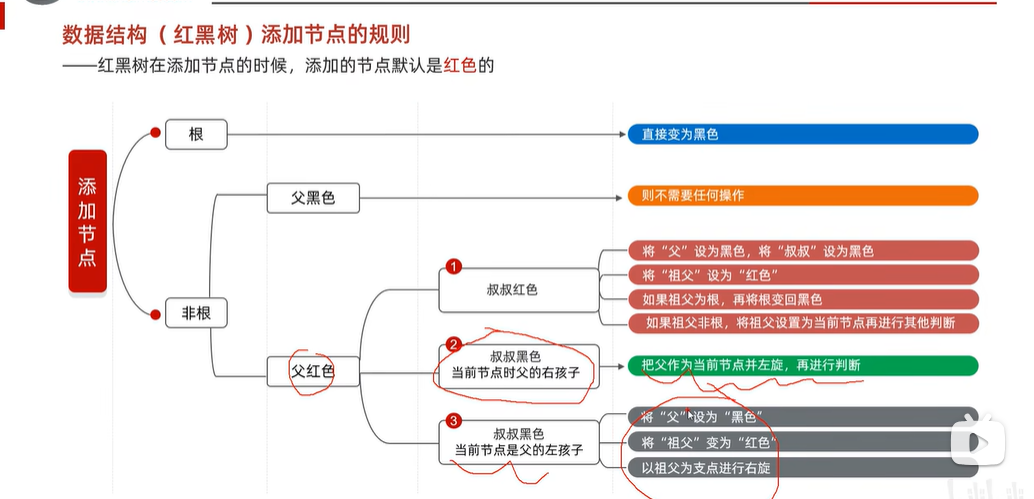 数据结构（红黑树）添加节点的规则
——红黑树在添加节点的时候，添加的节点默认是红色的
添加节点
根
直接变为黑色
非根
父黑色
则不需要任何操作
父红色
1
叔叔红色
将“父”设为黑色，将“叔叔”设为黑色
将“祖父”设为“红色”
如果祖父为根，再将根变回黑色
如果祖父非根，将祖父设置为当前节点再进行其他判断
2
叔叔黑色
当前节点时父的右孩子
把父作为当前节点并左旋，再进行判断
3
叔叔黑色
当前节点是父的左孩子
将“父”设为“黑色”
将“祖父”变为“红色”
以祖父为支点进行右旋